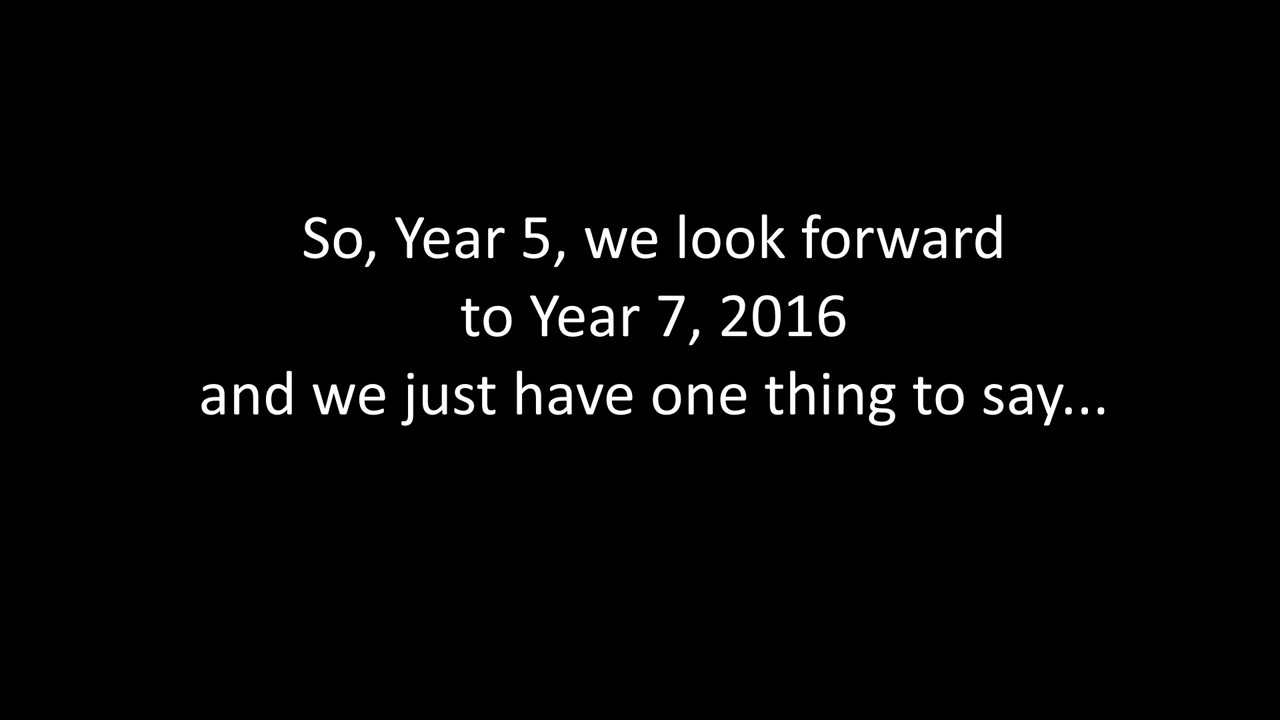 So, Year 5, we look forward
to Year 7, 2016
and we just have one thing to say...